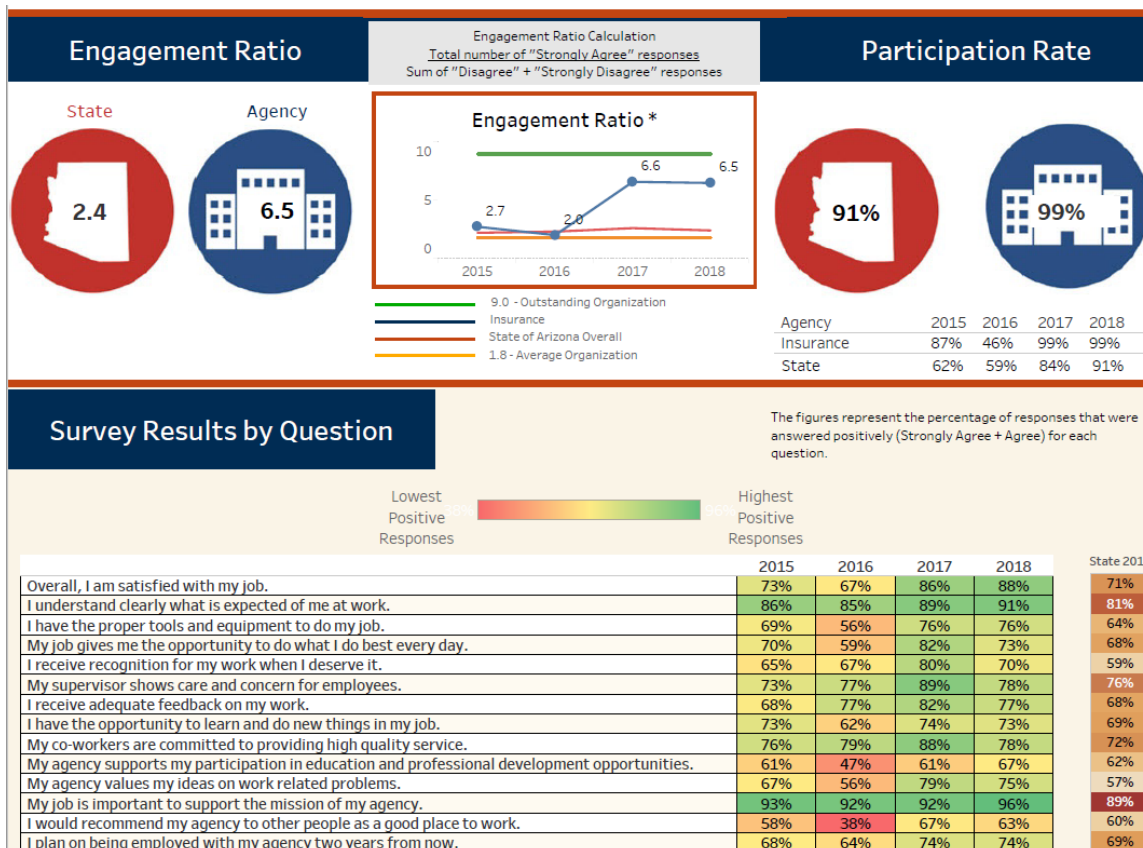 Engagement Ratio
Engagement Ratio Calculation
Total number of "Strongly Agree" responses
Sum of "Disagree" + "Strongly Disagree" responses
Participation Rate
State
Agency
2.4
6.5
Engagement Ratio *
10
5
0
2.7
2.0
6.6
6.5
2015 2016 2017 2018
9.0 - Outstanding Organization
Insurance
State of Arizona Overall
1.8 - Average Organization
91%
99%
Agency 2015 2016 2017 2018
Insurance 87% 46% 99% 99%
State 62% 59% 84% 91%
Survey Results by Question
The figures represent the percentage of responses that were
answered positively (Strongly Agree + Agree) for each
question.
Lowest
Positive
Responses
38%
96%
Highest
Positive
Responses
2015 2016 2017 2018 State 201
Overall, I am satisfied with my job. 73% 67% 86% 88% 71%
I understand clearly what is expected of me at work. 86% 85% 89% 91% 81%
I have the proper tools and equipment to do my job. 69% 56% 76% 76% 64%
My job gives me the opportunity to do what I do best every day. 70% 59% 82% 73% 68%
I receive recognition for my work when I deserve it. 65% 67% 80% 70% 59%
My supervisor shows care and concern for employees. 73% 77% 89% 78% 76%
I receive adequate feedback on my work. 68% 77% 82% 77% 68%
I have the opportunity to learn and do new things in my job. 73% 62% 74% 73% 69%
My co-workers are committed to providing high quality service. 76% 79% 88% 78% 72%
My agency supports my participation in education and professional development opportunities. 61% 47% 61% 67% 62%
My agency values my ideas on work related problems. 67% 56% 79% 75% 57%
My job is important to support the mission of my agency. 93% 92% 92% 96% 89%
I would recommend my agency to other people as a good place to work. 58% 38% 67% 63% 60%
I plan on being employed with my agency two years from now. 68% 64% 74% 74% 69%